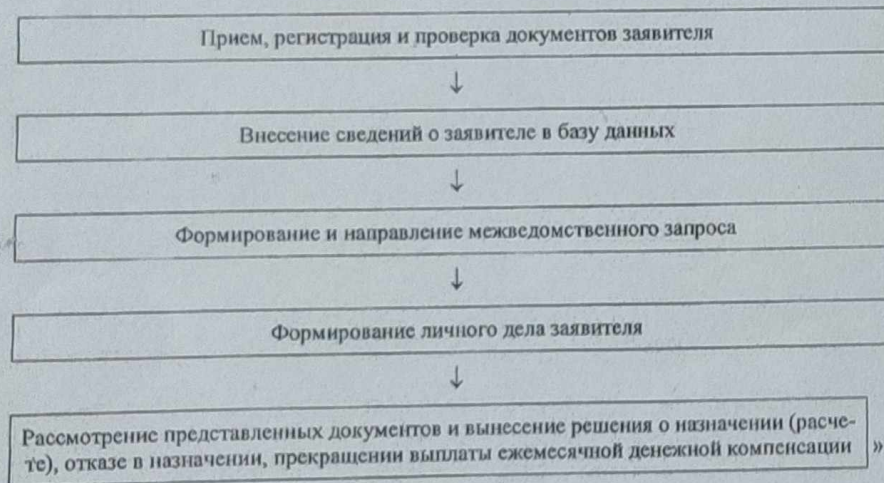 Прием, регистрация и проверка документов заявителя
↓
Внесение сведений о заявителе в базу данных
↓
Формирование и направление межведомственного запроса
↓
Формирование личного дела заявителя
↓
Рассмотрение представленных документов и вынесение решения о назначении (расче-
те), отказе в назначении, прекращении выплаты ежемесячной денежной компенсации »